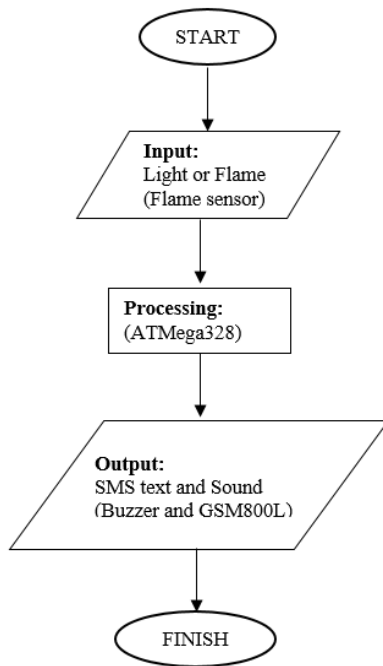 START
Input:
Light or Flame
(Flame sensor)
Processing:
(ATMega328)
Output:
SMS text and Sound
(Buzzer and GSM800L)
FINISH